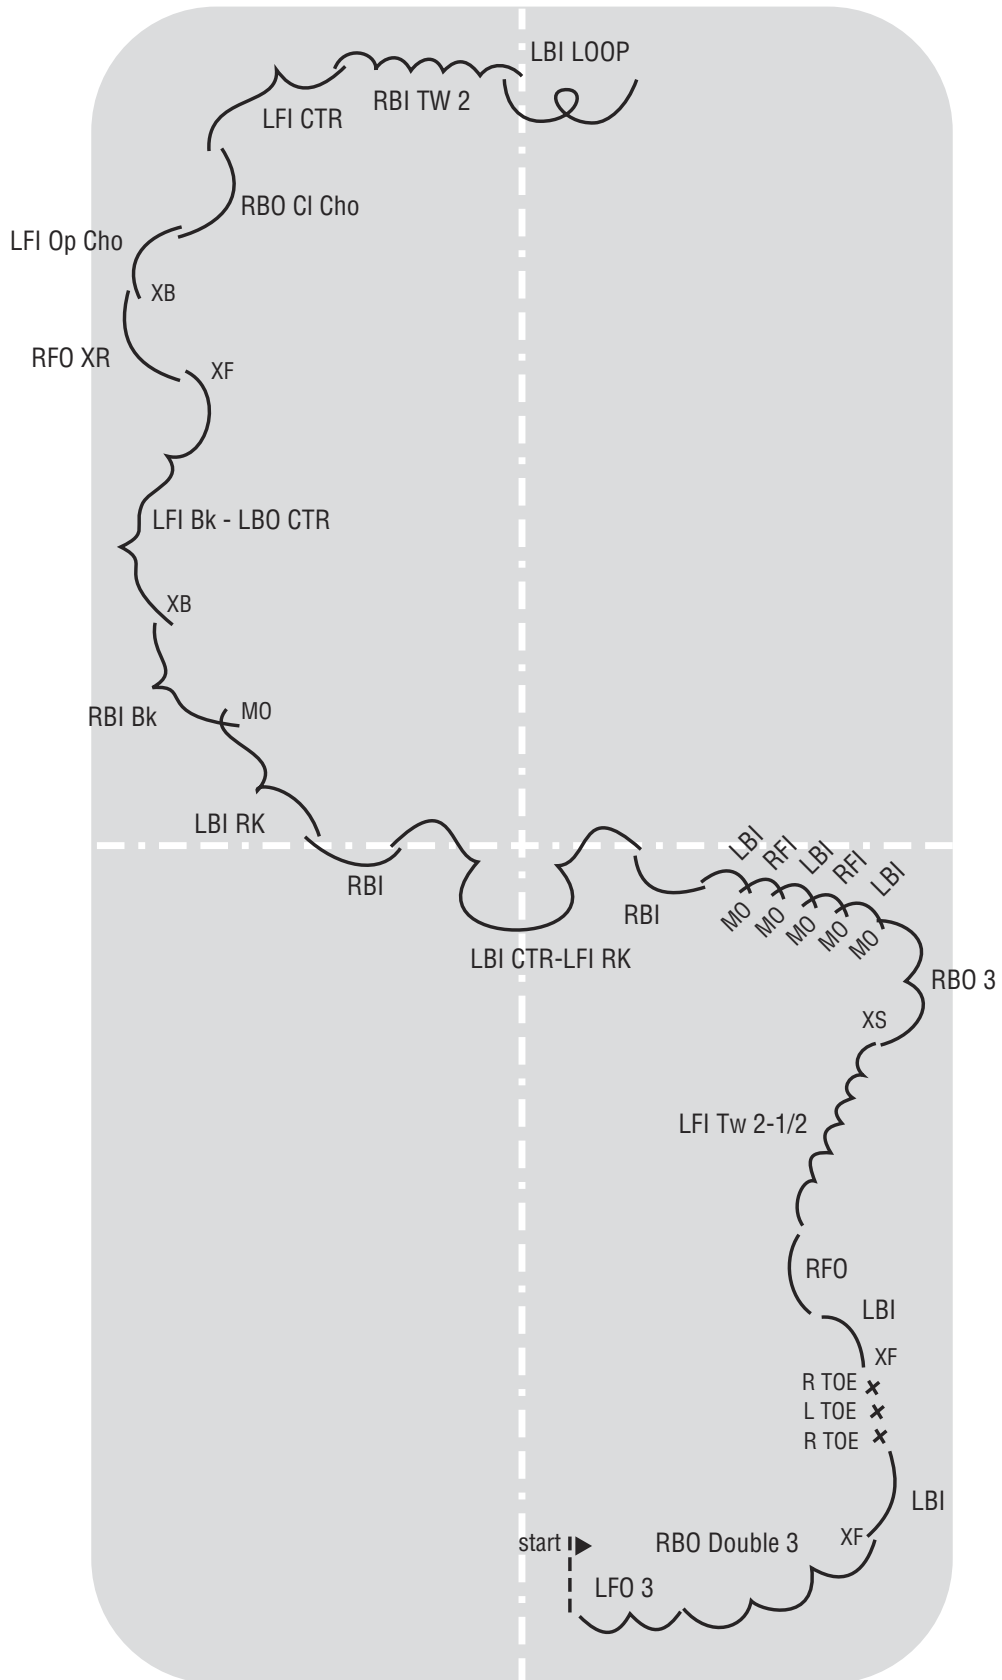 LBI LOOP
RBI TW 2
LFI CTR
RBO Cl Cho
LFI Op Cho
XB
RFO XR
XF
LFI Bk - LBO CTR
XB
RBI Bk
MO
LBI RK
RBI
LBI CTR-LFI RK
RBI
LBI
RFI
LBI
RFI
LBI
MO
MO
MO
MO
MO
RBO 3
XS
LFI Tw 2-1/2
RFO
LBI
XF
R TOE
L TOE
R TOE
LBI
XF
RBO Double 3
start
LFO 3